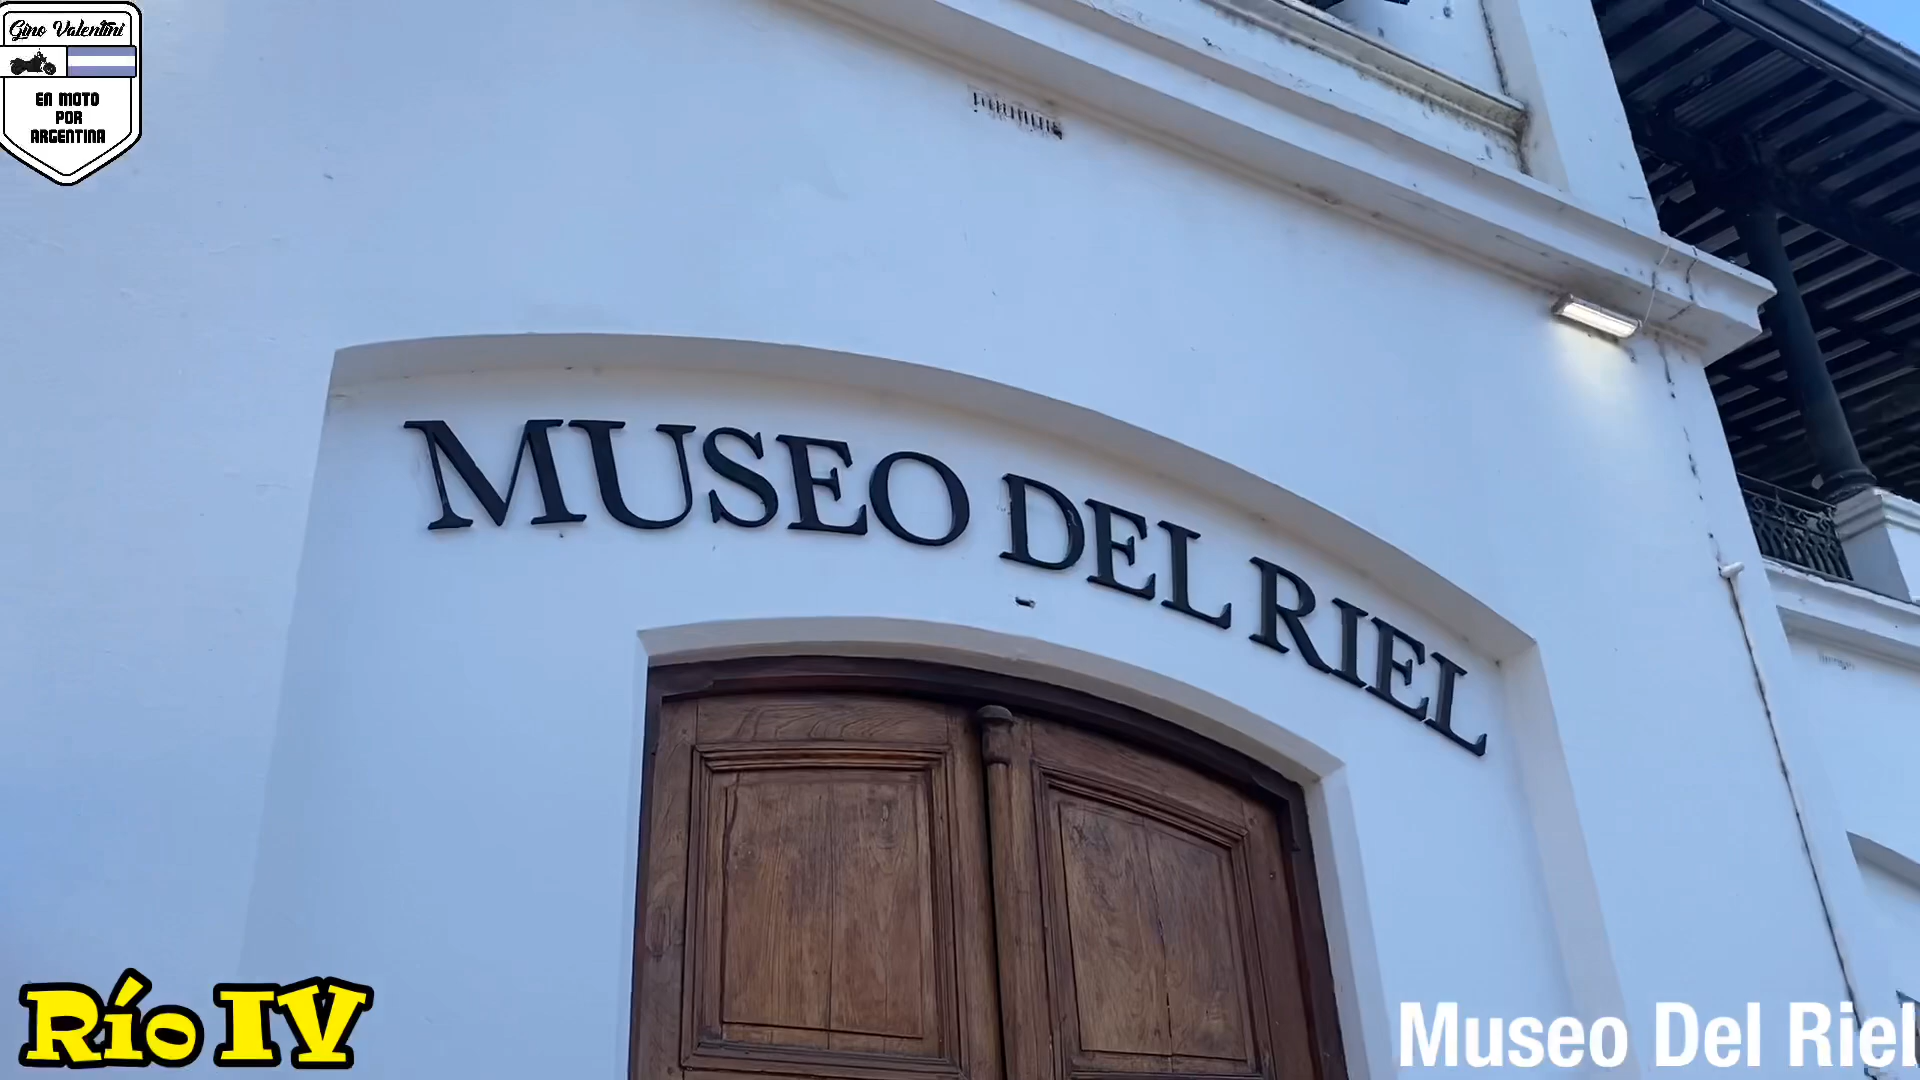 Gino Valentini
EN MOTO
POR
ARGENTINA
MUSEO DEL RIEL
Río IV
Museo Del Riel